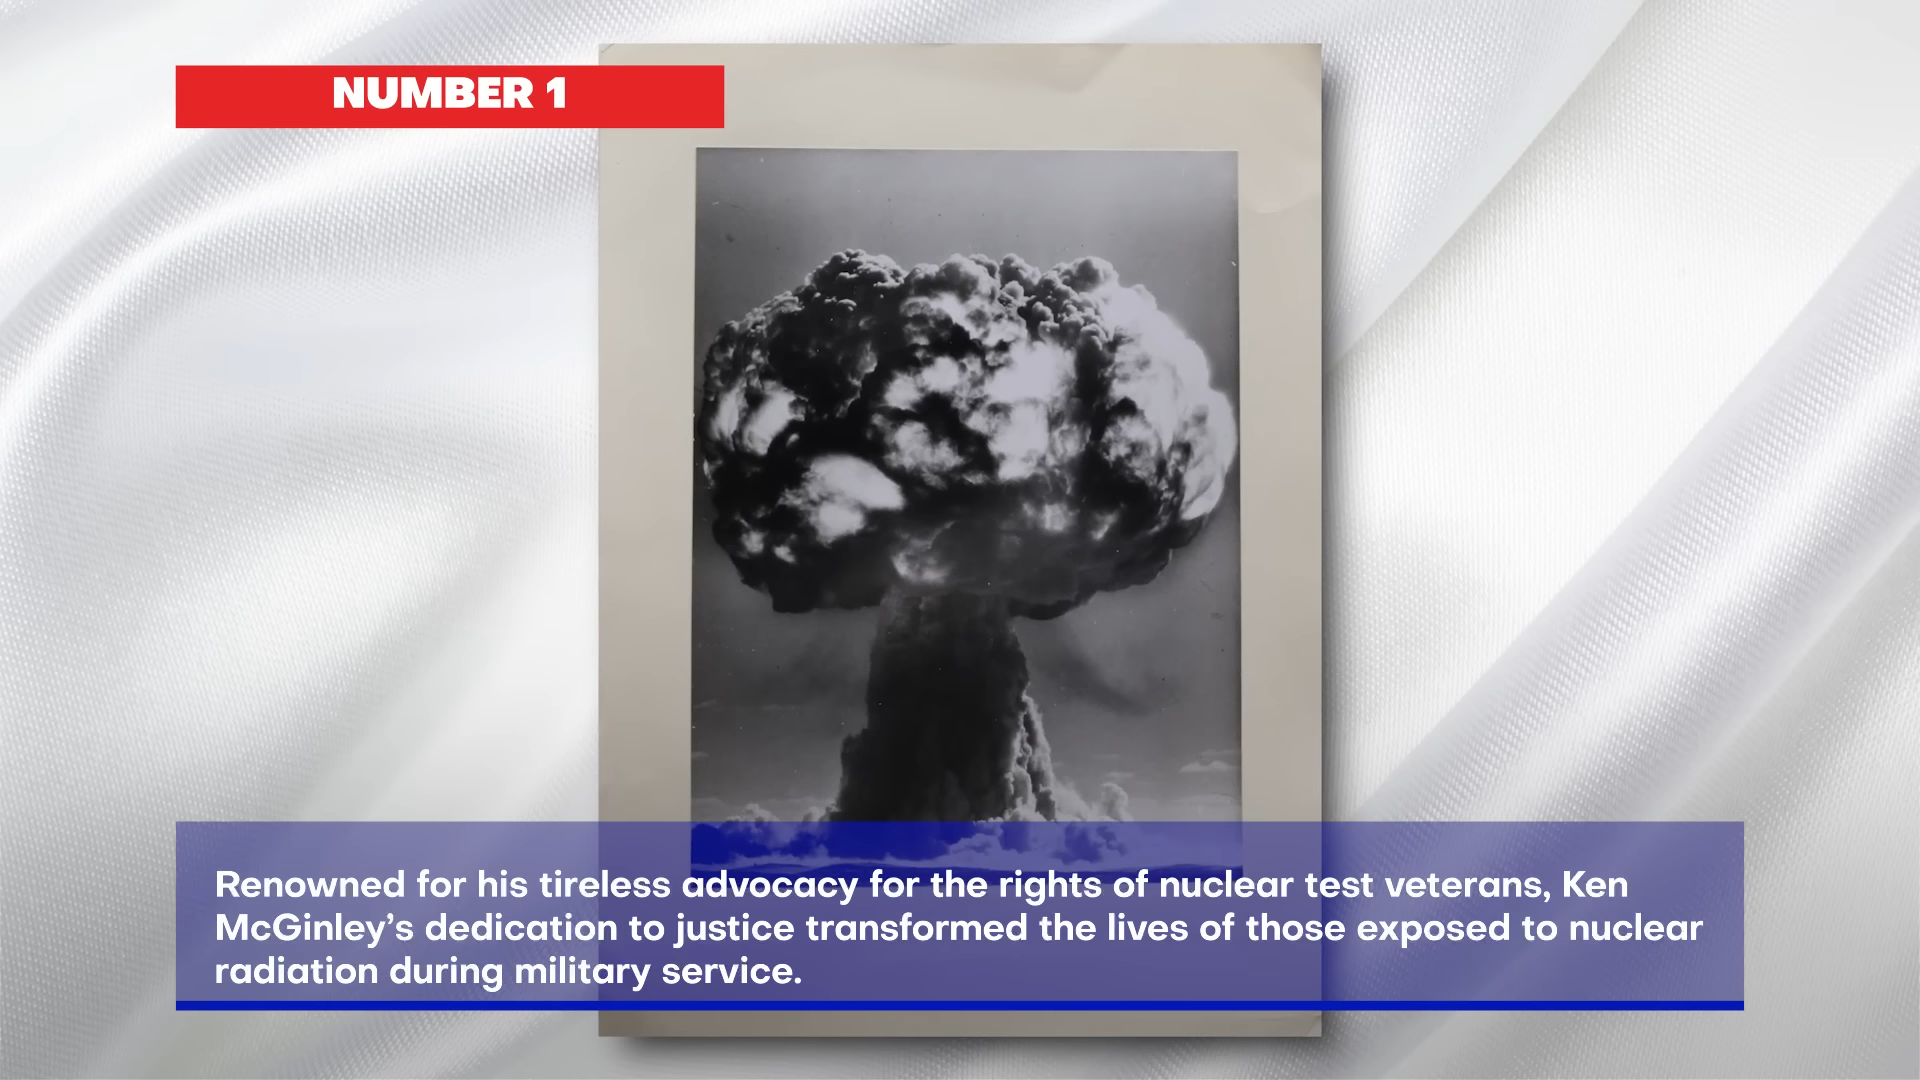 NUMBER 1
Renowned for his tireless advocacy for the rights of nuclear test veterans, Ken
McGinley’s dedication to justice transformed the lives of those exposed to nuclear
radiation during military service.